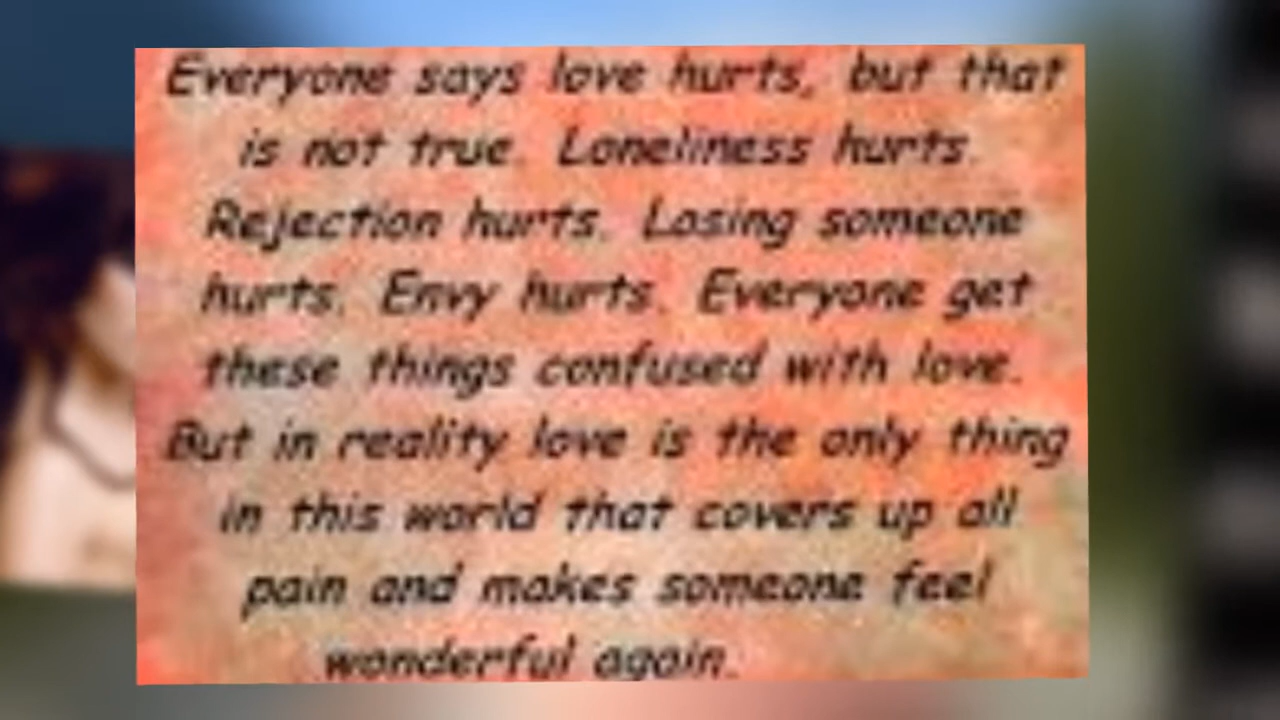 Everyone says love hurts, but that
is not true. Loneliness hurts.
Rejection hurts. Losing someone
hurts. Envy hurts. Everyone get
these things confused with love.
But in reality love is the only thing
in this world that covers up all
pain and makes someone feel
wonderful again.